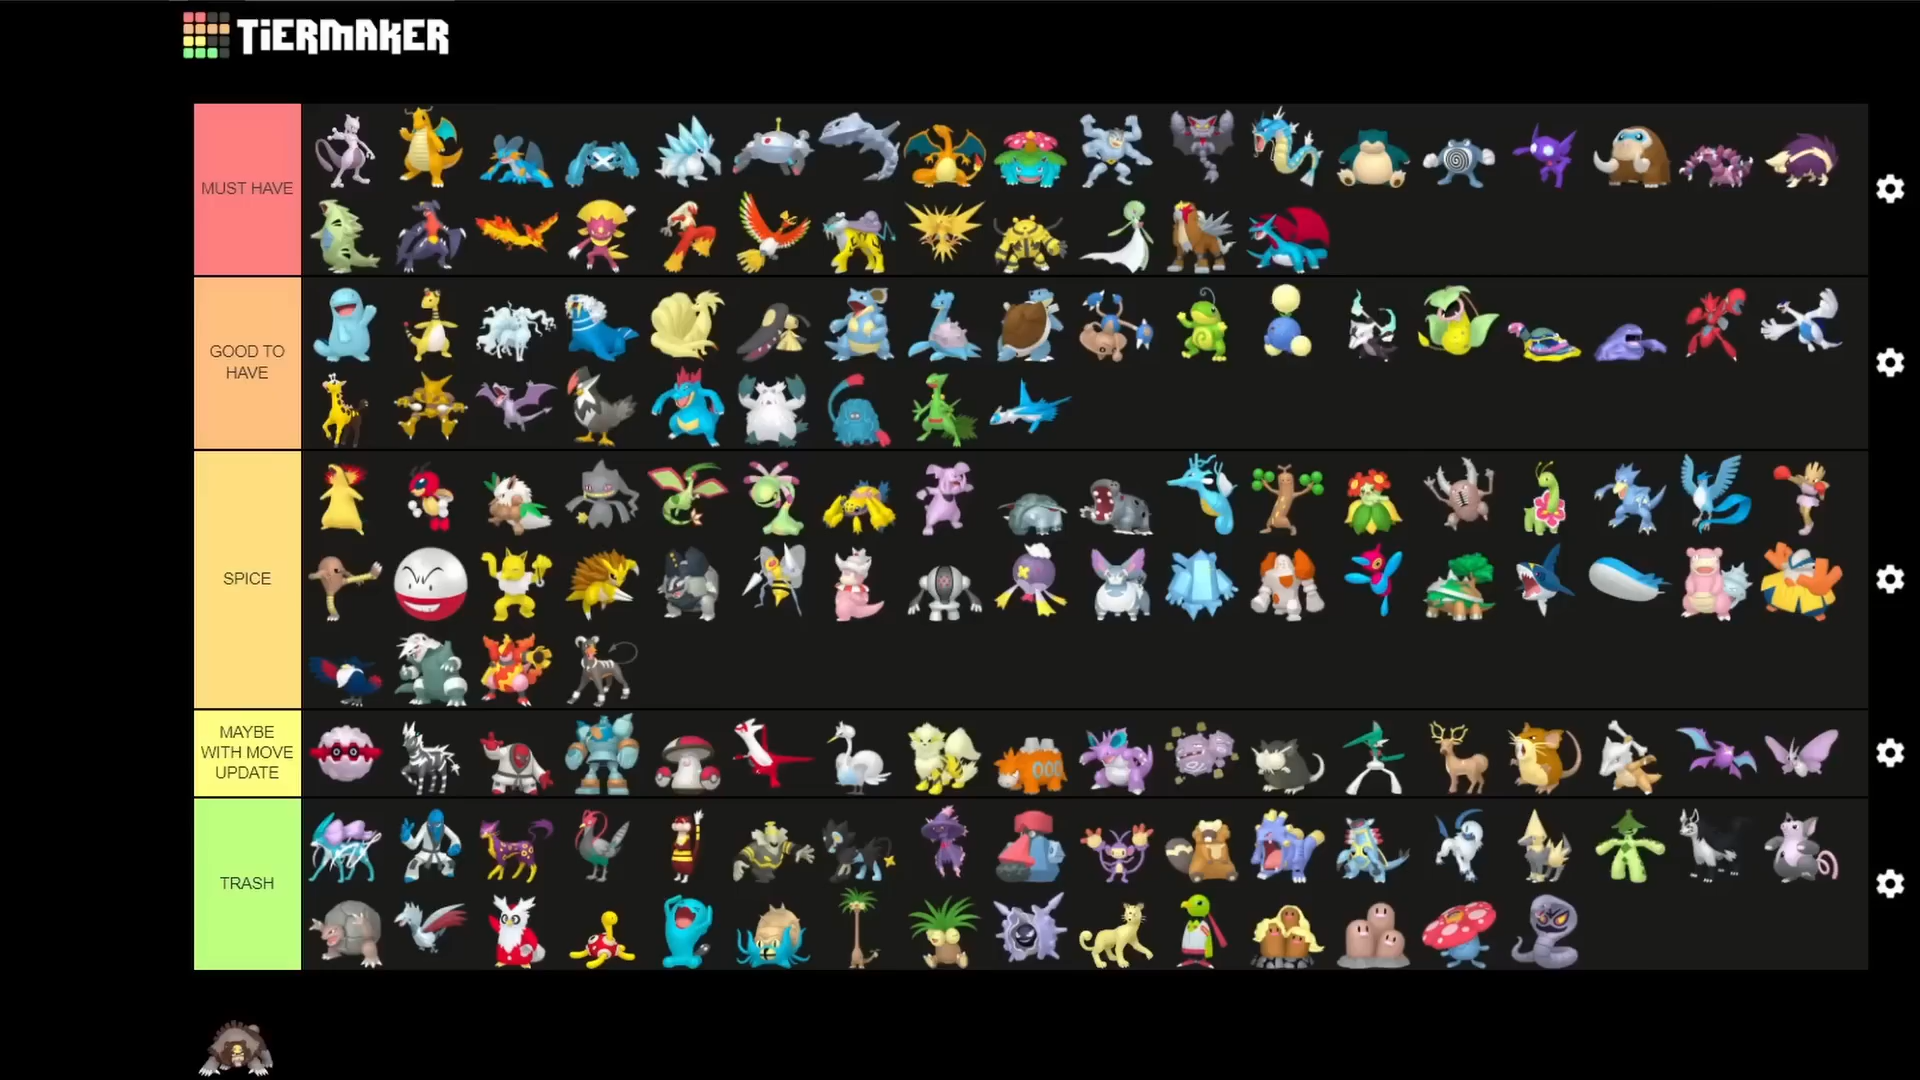 TiERMAKER
MUST HAVE
GOOD TO
HAVE
SPICE
MAYBE
WITH MOVE
UPDATE
TRASH